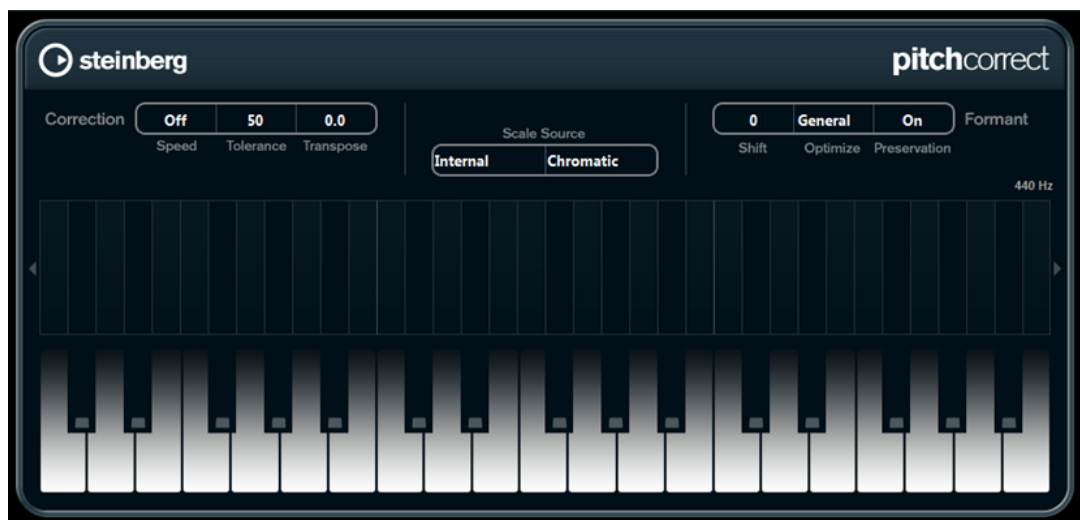 steinberg
pitchcorrect
Correction Off 50 0.0
Speed Tolerance Transpose
Scale Source
Internal Chromatic
0 General On Formant
Shift Optimize Preservation
440 Hz